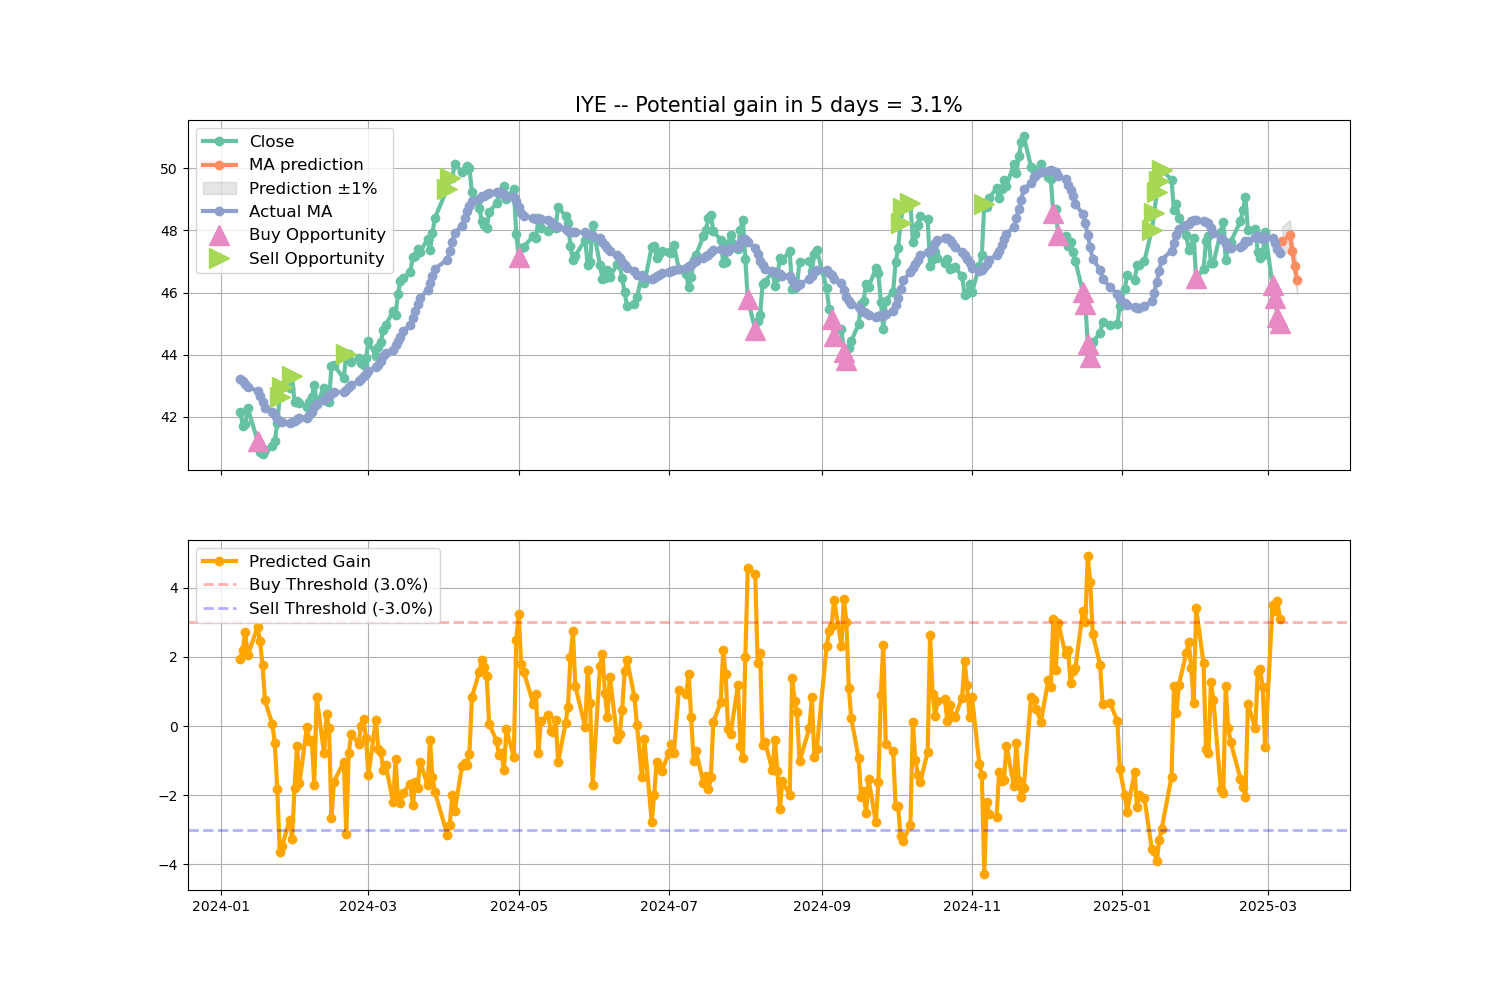 IYE -- Potential gain in 5 days = 3.1%
Close
MA prediction
Prediction ±1%
Actual MA
Buy Opportunity
Sell Opportunity
50
48
46
44
42
Predicted Gain
Buy Threshold (3.0%)
Sell Threshold (-3.0%)
4
2
0
−2
−4
2024-01
2024-03
2024-05
2024-07
2024-09
2024-11
2025-01
2025-03